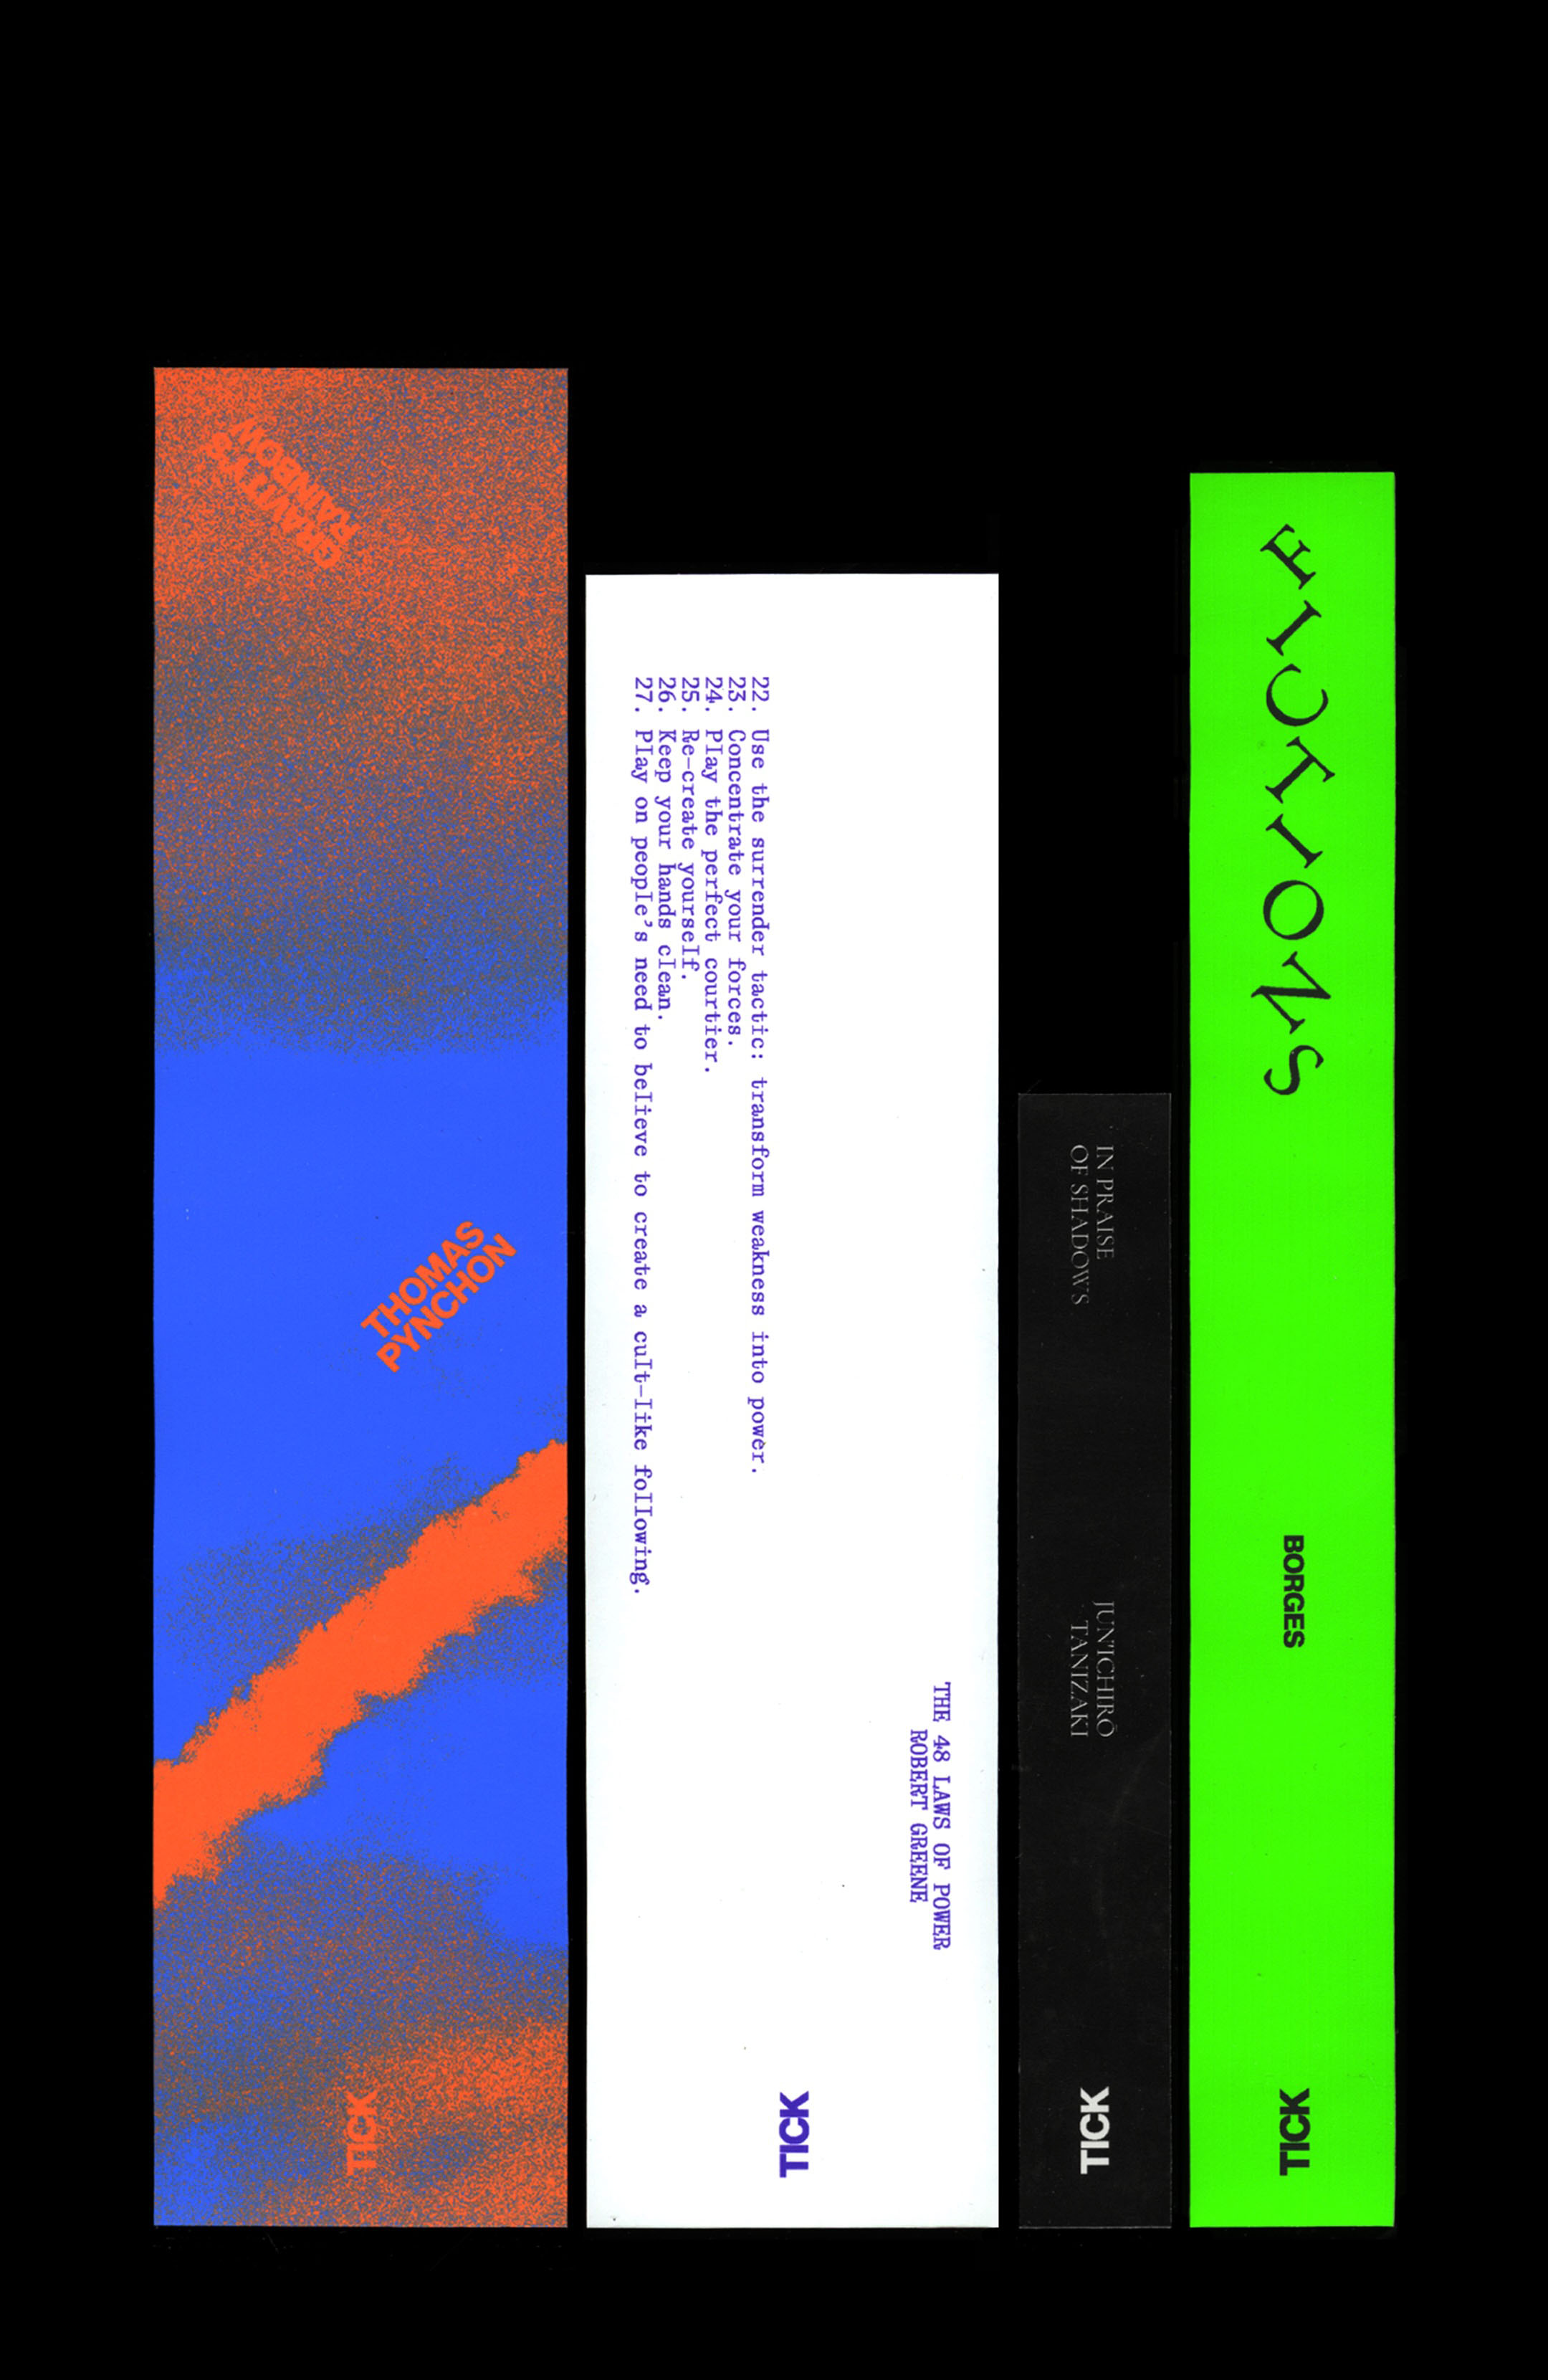 GRAVITY'S
RAINBOW
THOMAS
PYNCHON
TICK
22. Use the surrender tactic: transform weakness into power.
23. Concentrate your forces.
24. Play the perfect courtier.
25. Re-create yourself.
26. Keep your hands clean.
27. Play on people's need to believe to create a cult-like following.
THE 48 LAWS OF POWER
ROBERT GREENE
TICK
IN PRAISE
OF SHADOWS
JUN'ICHIRŌ
TANIZAKI
TICK
FICTIONS
BORGES
TICK